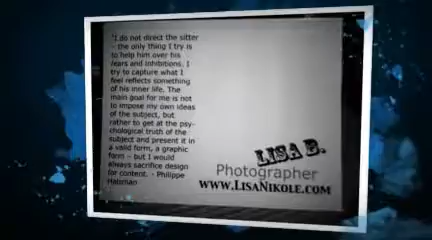 "I do not direct the sitter
– the only thing I try is
to help him over his
fears and inhibitions. I
try to capture what I
feel reflects something
of his inner life. The
main goal for me is not
to impose my own ideas
of the subject, but
rather to get at the psy-
chological truth of the
subject and present it in
a valid form, a graphic
form – but I would
always sacrifice design
for content. - Philippe
Halsman
LISA B.
Photographer
WWW.LISANIKOLE.COM